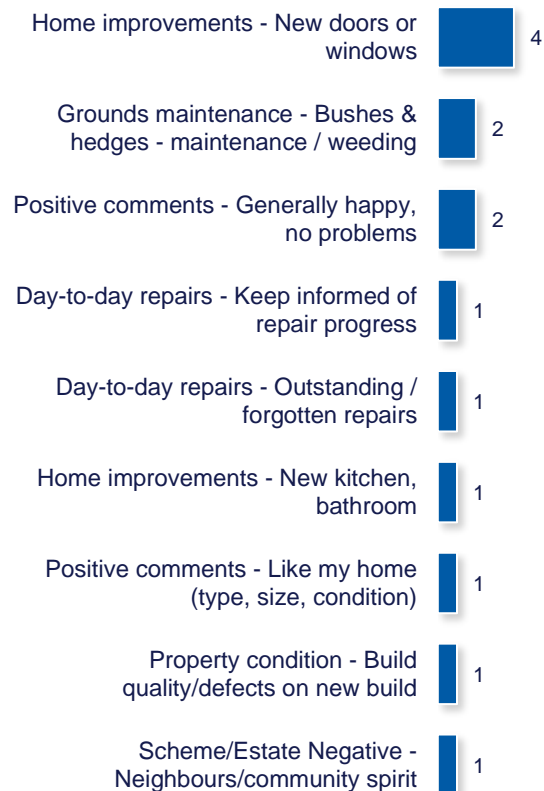 Home improvements - New doors or
windows
4
Grounds maintenance - Bushes &
hedges - maintenance / weeding
2
Positive comments - Generally happy,
no problems
2
Day-to-day repairs - Keep informed of
repair progress
1
Day-to-day repairs - Outstanding /
forgotten repairs
1
Home improvements - New kitchen,
bathroom
1
Positive comments - Like my home
(type, size, condition)
1
Property condition - Build
quality/defects on new build
1
Scheme/Estate Negative -
Neighbours/community spirit
1